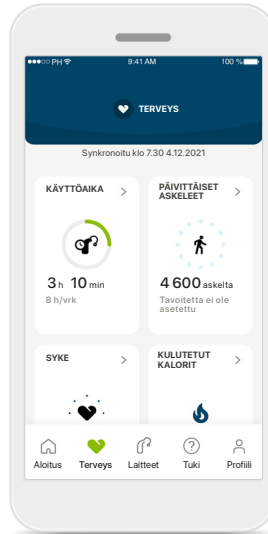 PH 9:41 AM 100 %
TERVEYS
Synkronoitu klo 7.30 4.12.2021
KÄYTTÖAIKA
3 h 10 min
8 h/vrk
PÄIVITTÄISET
ASKELEET
4 600 askelta
Tavoitetta ei ole
asetettu
SYKE
KULUTETUT
KALORIT
Aloitus Terveys Laitteet Tuki Profiili